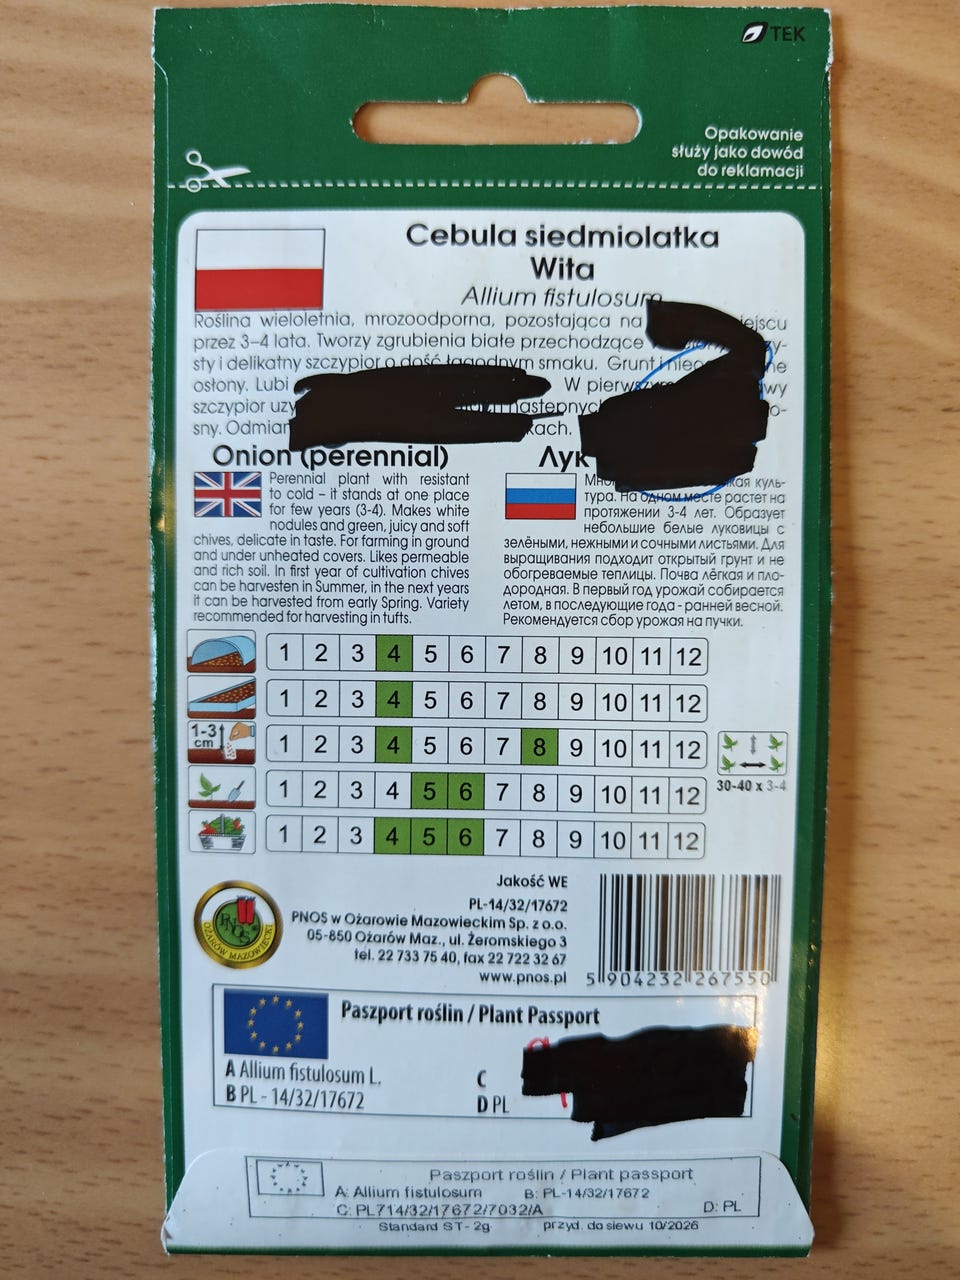 TEK
Opakowanie
służy jako dowód
do reklamacji
Cebula siedmiolatka
Wita
Allium fistulosum
Roślina wieloletnia, mrozoodporna, pozostająca na
przez 3–4 lata. Tworzy zgrubienia białe przechodzące
sty i delikatny szczypior o dość łagodnym smaku. Grunt i
osłony. Lubi W
szczypior następnych
sny.
Onion (perennial)
Perennial plant with resistant
to cold – it stands at one place
for few years (3-4). Makes white
nodules and green, juicy and soft
chives, delicate in taste. For farming in ground
and under unheated covers. Likes permeable
and rich soil. In first year of cultivation chives
can be harvesten in Summer, in the next years
it can be harvested from early Spring. Variety
recommended for harvesting in tufts.
Лук
куль-
тура. На одном месте растет на
протяжении 3-4 лет. Образует
небольшие белые луковицы с
зелёными, нежными и сочными листьями. Для
выращивания подходит открытый грунт и не
обогреваемые теплицы. Почва лёгкая и пло-
дородная. В первый год урожай собирается
летом, в последующие года - ранней весной.
Рекомендуется сбор урожая на пучки.
1 2 3 4 5 6 7 8 9 10 11 12
1 2 3 4 5 6 7 8 9 10 11 12
1-3 cm
1 2 3 4 5 6 7 8 9 10 11 12
30-40 x 3-4
1 2 3 4 5 6 7 8 9 10 11 12
1 2 3 4 5 6 7 8 9 10 11 12
PNOS
OŻARÓW MAZOWIECKI
Jakość WE
PL-14/32/17672
PNOS w Ożarowie Mazowieckim Sp. z o.o.
05-850 Ożarów Maz., ul. Żeromskiego 3
tel. 22 733 75 40, fax 22 722 32 67
www.pnos.pl
5 904232 267550
Paszport roślin / Plant Passport
A Allium fistulosum L.
B PL - 14/32/17672
C
D PL
Paszport roślin / Plant passport
A: Allium fistulosum B: PL-14/32/17672
C: PL714/32/17672/7032/A D: PL
Standard ST- 2g przyd. do siewu 10/2026